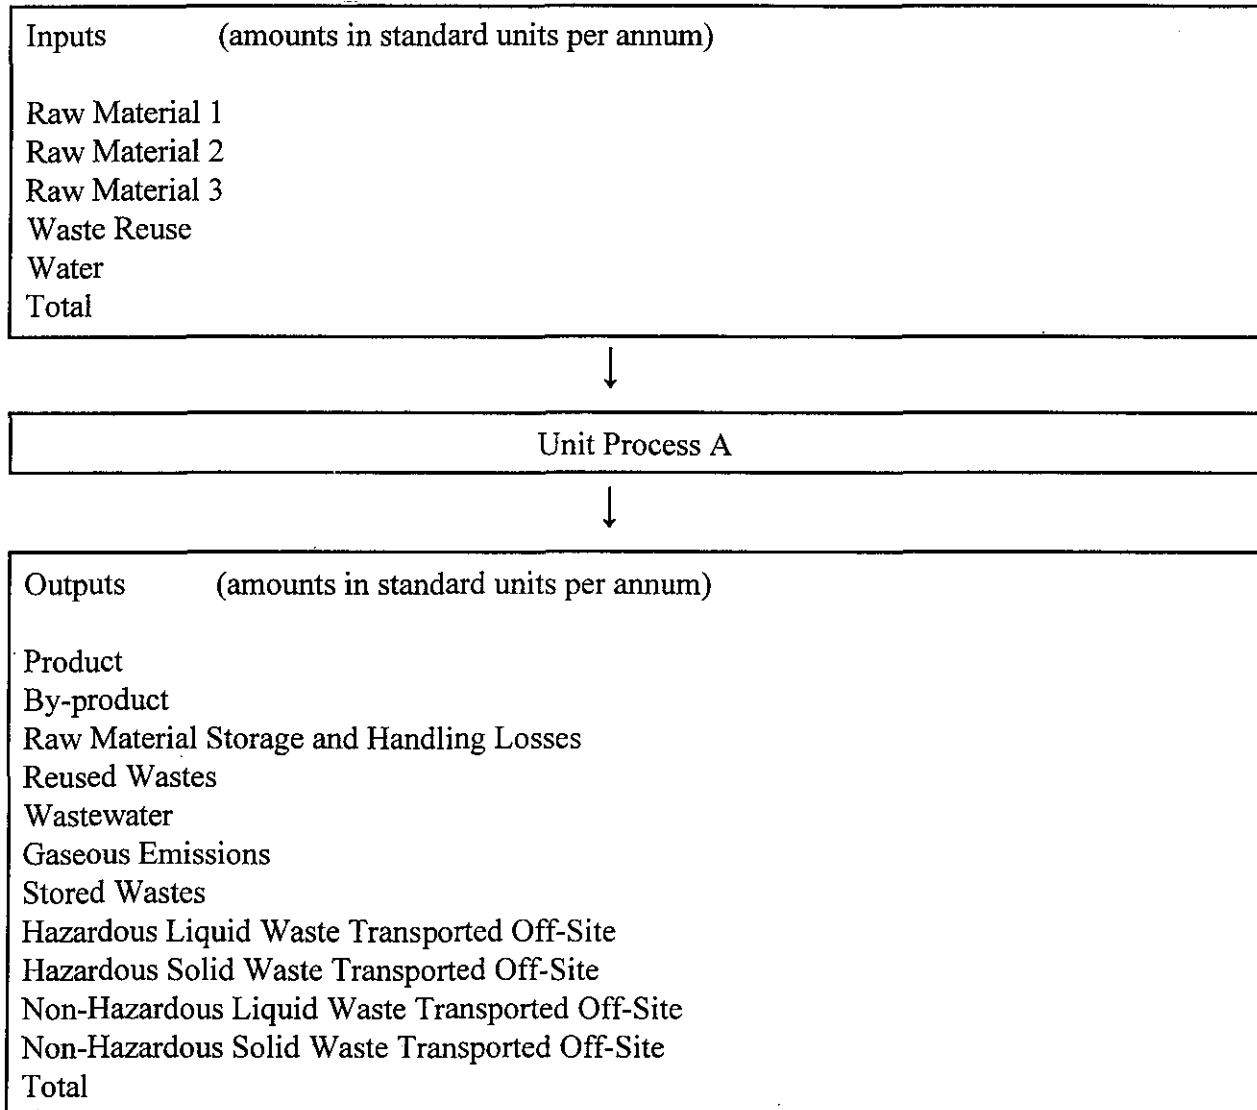 Inputs (amounts in standard units per annum)
Raw Material 1
Raw Material 2
Raw Material 3
Waste Reuse
Water
Total
↓
Unit Process A
↓
Outputs (amounts in standard units per annum)
Product
By-product
Raw Material Storage and Handling Losses
Reused Wastes
Wastewater
Gaseous Emissions
Stored Wastes
Hazardous Liquid Waste Transported Off-Site
Hazardous Solid Waste Transported Off-Site
Non-Hazardous Liquid Waste Transported Off-Site
Non-Hazardous Solid Waste Transported Off-Site
Total